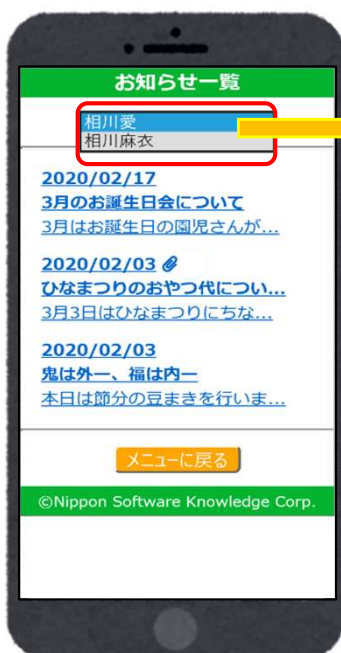 お知らせ一覧
相川愛
相川麻衣
2020/02/17
3月のお誕生日会について
3月はお誕生日の園児さんが...
2020/02/03
ひなまつりのおやつ代につい...
3月3日はひなまつりにちな...
2020/02/03
鬼は外ー、福は内ー
本日は節分の豆まきを行いま...
メニューに戻る
©Nippon Software Knowledge Corp.